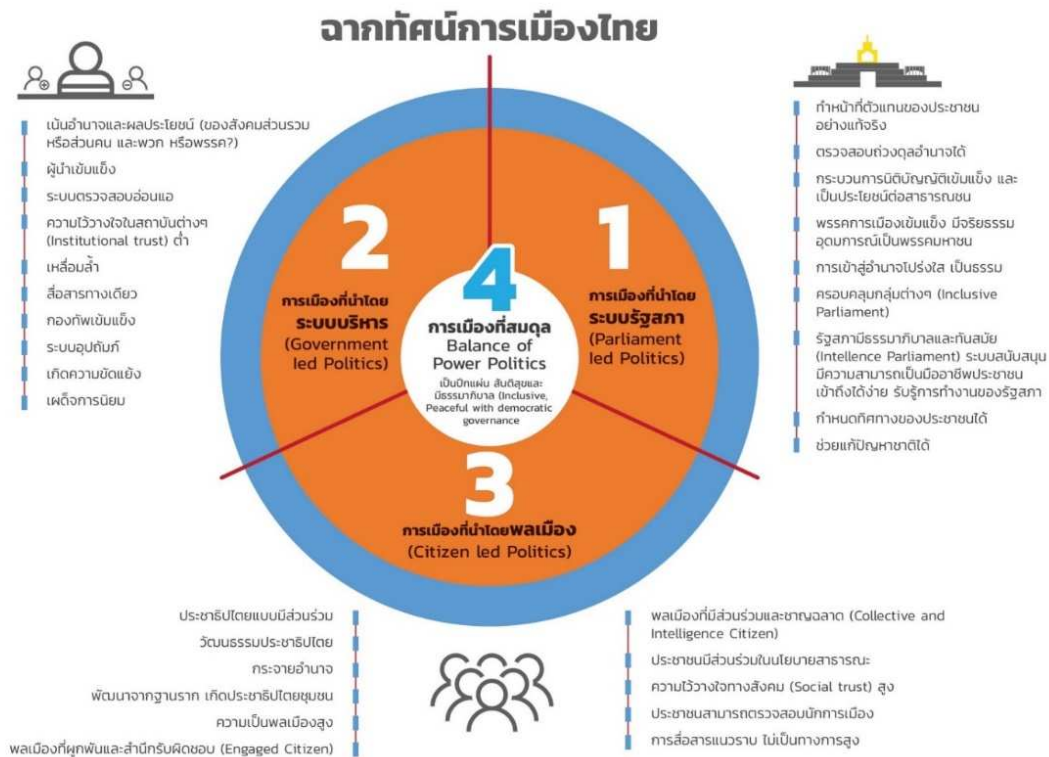 ฉากทัศน์การเมืองไทย
เน้นอำนาจและผลประโยชน์ (ของสังคมส่วนรวม
หรือส่วนตน และพวก หรือพรรค?)
ผู้นำเข้มแข็ง
ระบบตรวจสอบอ่อนแอ
ความไว้วางใจในสถาบันต่างๆ
(Institutional trust) ต่ำ
เหลื่อมล้ำ
สื่อสารทางเดียว
กองทัพเข้มแข็ง
ระบบอุปถัมภ์
เกิดความขัดแย้ง
เผด็จการนิยม
2
การเมืองที่นำโดย
ระบบบริหาร
(Government
led Politics)
4
การเมืองที่สมดุล
Balance of
Power Politics
เป็นปึกแผ่น สันติสุขและ
มีธรรมาภิบาล (Inclusive,
Peaceful with democratic
governance
1
การเมืองที่นำโดย
ระบบรัฐสภา
(Parliament
led Politics)
3
การเมืองที่นำโดยพลเมือง
(Citizen led Politics)
ทำหน้าที่ตัวแทนของประชาชน
อย่างแท้จริง
ตรวจสอบถ่วงดุลอำนาจได้
กระบวนการนิติบัญญัติเข้มแข็ง และ
เป็นประโยชน์ต่อสาธารณชน
พรรคการเมืองเข้มแข็ง มีจริยธรรม
อุดมการณ์เป็นพรรคมหาชน
การเข้าสู่อำนาจโปร่งใส เป็นธรรม
ครอบคลุมกลุ่มต่างๆ (Inclusive
Parliament)
รัฐสภามีธรรมาภิบาลและทันสมัย
(Intellence Parliament) ระบบสนับสนุน
มีความสามารถเป็นมืออาชีพประชาชน
เข้าถึงได้ง่าย รับรู้การทำงานของรัฐสภา
กำหนดทิศทางของประชาชนได้
ช่วยแก้ปัญหาชาติได้
ประชาธิปไตยแบบมีส่วนร่วม
วัฒนธรรมประชาธิปไตย
กระจายอำนาจ
พัฒนาจากฐานราก เกิดประชาธิปไตยชุมชน
ความเป็นพลเมืองสูง
พลเมืองที่ผูกพันและสำนึกรับผิดชอบ (Engaged Citizen)
พลเมืองที่มีส่วนร่วมและชาญฉลาด (Collective and
Intelligence Citizen)
ประชาชนมีส่วนร่วมในนโยบายสาธารณะ
ความไว้วางใจทางสังคม (Social trust) สูง
ประชาชนสามารถตรวจสอบนักการเมือง
การสื่อสารแนวราบ ไม่เป็นทางการสูง